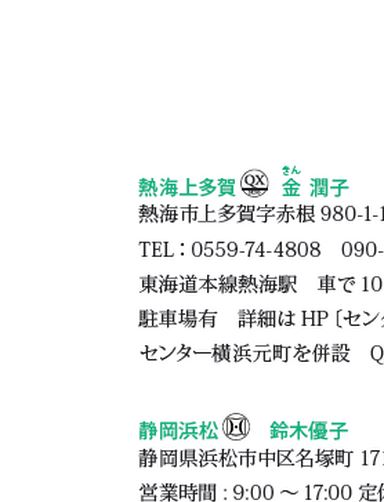 熱海上多賀 QX 金 潤子
きん
熱海市上多賀字赤根 980-1-1
TEL：0559-74-4808　090-
東海道本線熱海駅　車で 10
駐車場有　詳細は HP〔セン
センター横浜元町を併設　Q
静岡浜松 鈴木優子
静岡県浜松市中区名塚町 17
営業時間 : 9:00 〜 17:00 定